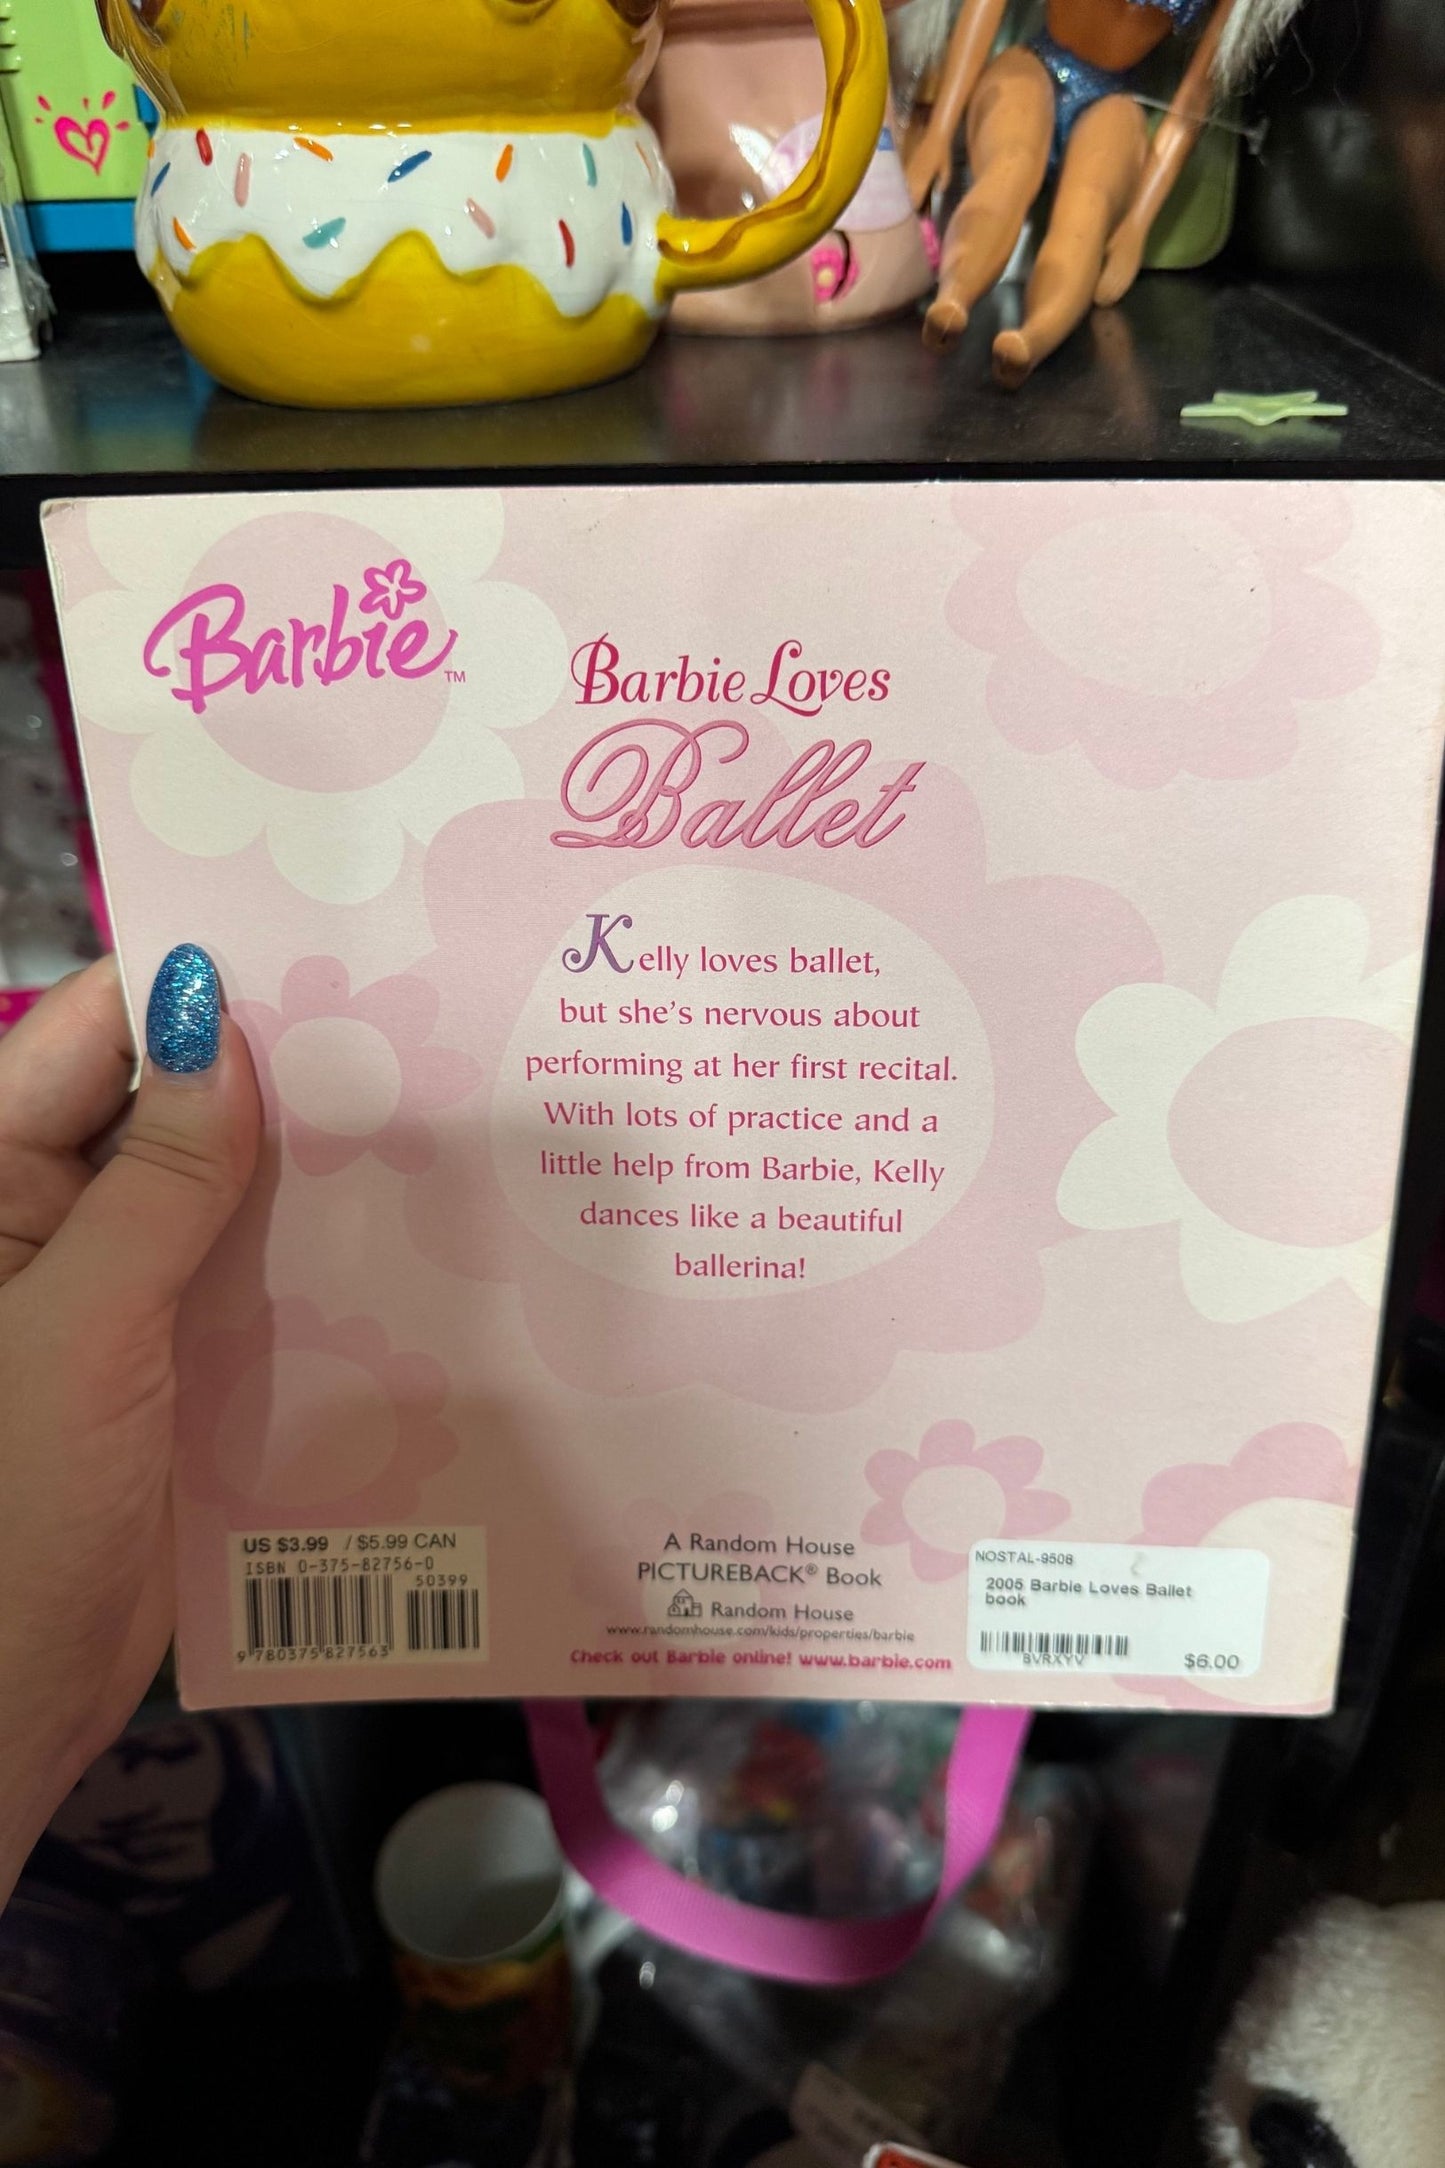 Barbie™
Barbie Loves
Ballet
Kelly loves ballet,
but she's nervous about
performing at her first recital.
With lots of practice and a
little help from Barbie, Kelly
dances like a beautiful
ballerina!
US $3.99 / $5.99 CAN
ISBN 0-375-82756-0
50399
9 780375 827563
A Random House
PICTUREBACK® Book
Random House
www.randomhouse.com/kids/properties/barbie
Check out Barbie online! www.barbie.com
NOSTAL-9508
2005 Barbie Loves Ballet
book
BVRXYV
$6.00